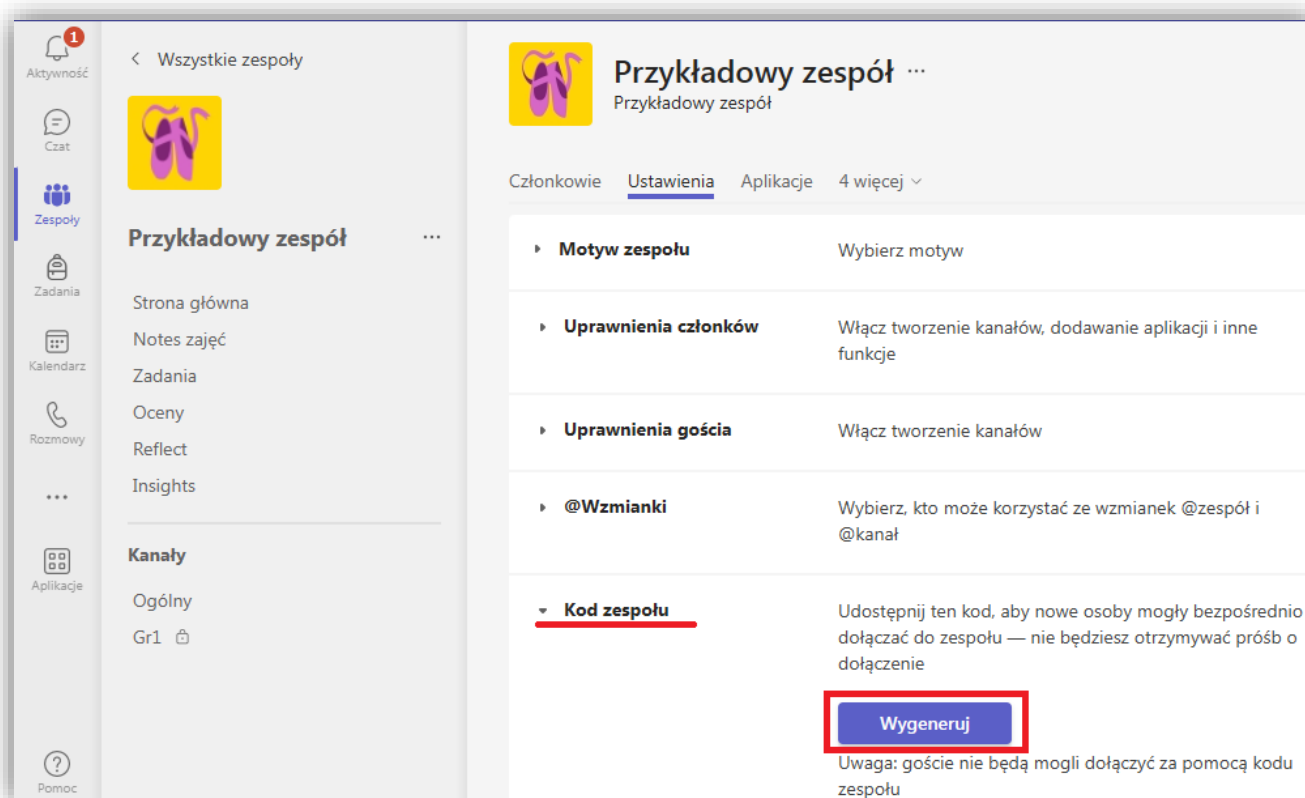 1
Aktywność
Czat
Zespoły
Zadania
Kalendarz
Rozmowy
Aplikacje
Pomoc
Wszystkie zespoły
Przykładowy zespół
Strona główna
Notes zajęć
Zadania
Oceny
Reflect
Insights
Kanały
Ogólny
Gr1
Przykładowy zespół
Przykładowy zespół
Członkowie Ustawienia Aplikacje 4 więcej
Motyw zespołu Wybierz motyw
Uprawnienia członków Włącz tworzenie kanałów, dodawanie aplikacji i inne
funkcje
Uprawnienia gościa Włącz tworzenie kanałów
@Wzmianki Wybierz, kto może korzystać ze wzmianek @zespół i
@kanał
Kod zespołu Udostępnij ten kod, aby nowe osoby mogły bezpośrednio
dołączać do zespołu — nie będziesz otrzymywać próśb o
dołączenie
Wygeneruj
Uwaga: goście nie będą mogli dołączyć za pomocą kodu
zespołu